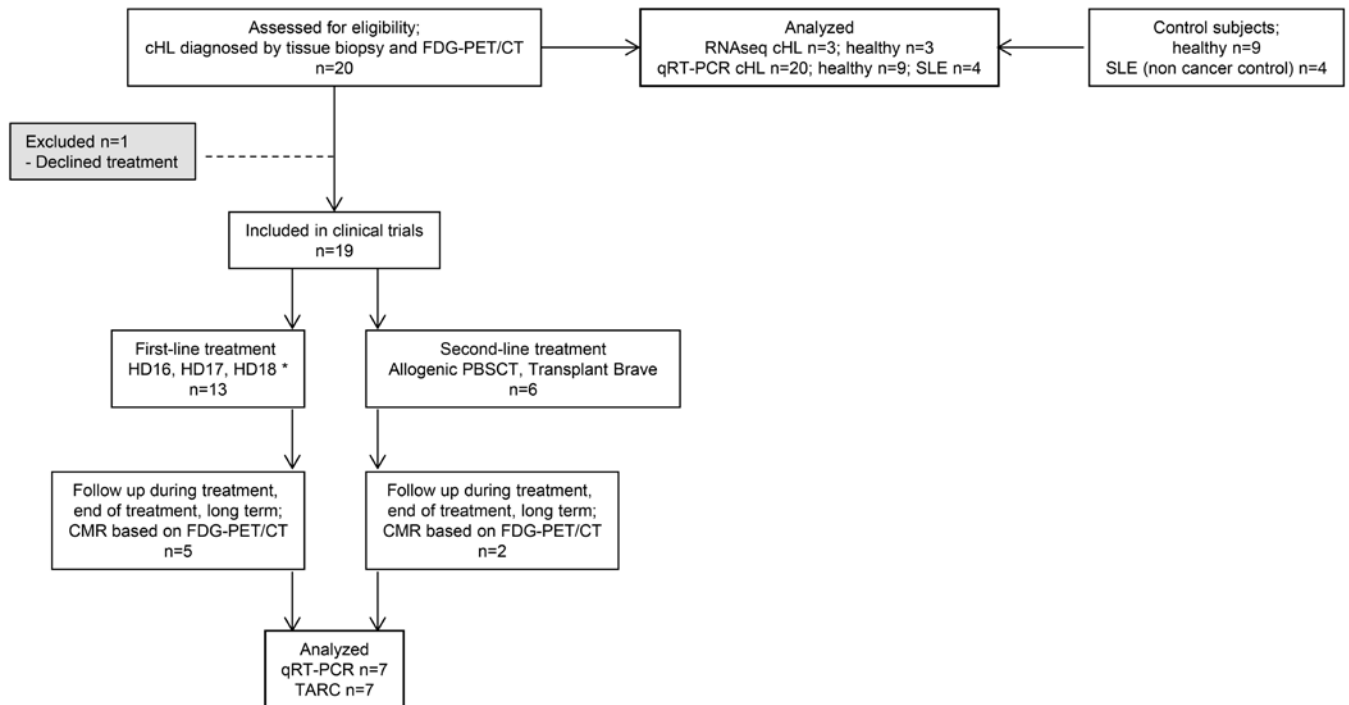 Assessed for eligibility;
cHL diagnosed by tissue biopsy and FDG-PET/CT
n=20
Analyzed
RNAseq cHL n=3; healthy n=3
qRT-PCR cHL n=20; healthy n=9; SLE n=4
Control subjects;
healthy n=9
SLE (non cancer control) n=4
Excluded n=1
- Declined treatment
Included in clinical trials
n=19
First-line treatment
HD16, HD17, HD18 *
n=13
Second-line treatment
Allogenic PBSCT, Transplant Brave
n=6
Follow up during treatment,
end of treatment, long term;
CMR based on FDG-PET/CT
n=5
Follow up during treatment,
end of treatment, long term;
CMR based on FDG-PET/CT
n=2
Analyzed
qRT-PCR n=7
TARC n=7